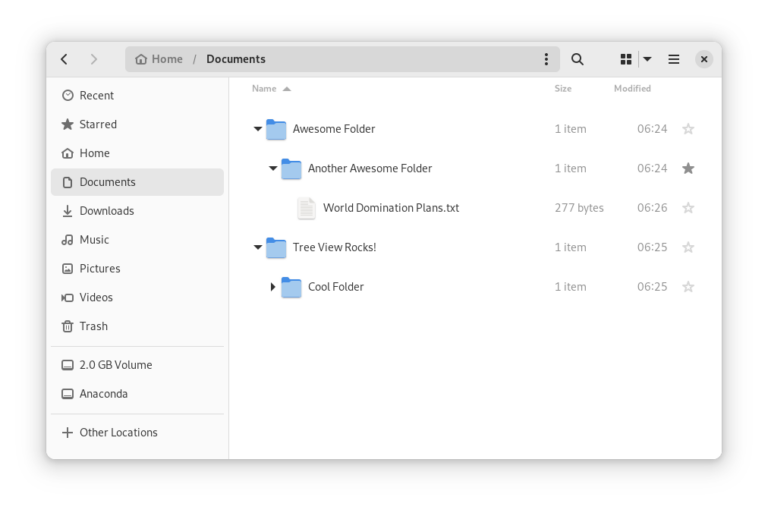 Home / Documents
Name Size Modified
Recent
Starred
Home
Documents
Downloads
Music
Pictures
Videos
Trash
2.0 GB Volume
Anaconda
Other Locations
Awesome Folder 1 item 06:24
Another Awesome Folder 1 item 06:24
World Domination Plans.txt 277 bytes 06:26
Tree View Rocks! 1 item 06:25
Cool Folder 1 item 06:25